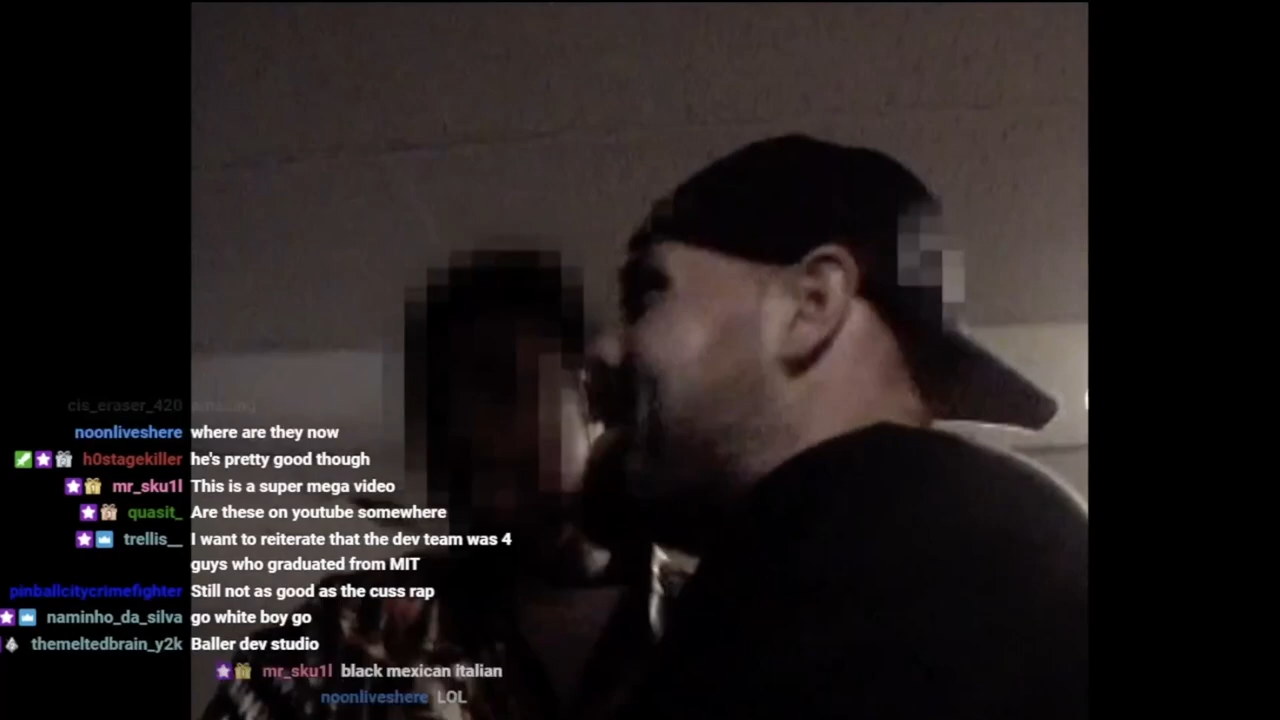 cis_eraser_420 amazing
noonliveshere where are they now
h0stagekiller he's pretty good though
mr_sku1l This is a super mega video
quasit_ Are these on youtube somewhere
trellis__ I want to reiterate that the dev team was 4
guys who graduated from MIT
pinballcitycrimefighter Still not as good as the cuss rap
naminho_da_silva go white boy go
themeltedbrain_y2k Baller dev studio
mr_sku1l black mexican italian
noonliveshere LOL